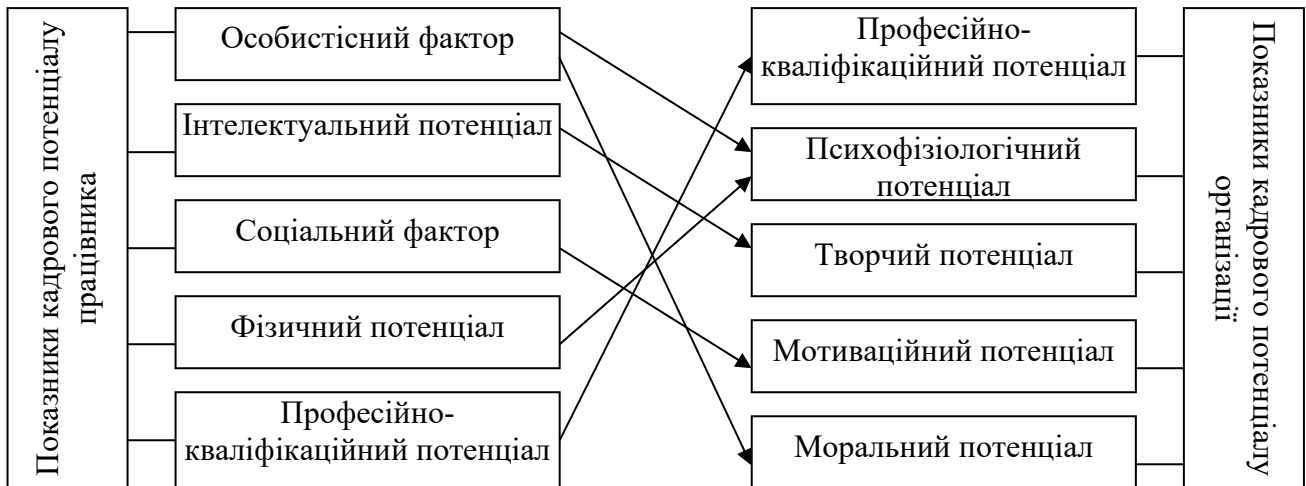 Показники кадрового потенціалу
працівника
Особистісний фактор
Інтелектуальний потенціал
Соціальний фактор
Фізичний потенціал
Професійно-
кваліфікаційний потенціал
Професійно-
кваліфікаційний потенціал
Психофізіологічний
потенціал
Творчий потенціал
Мотиваційний потенціал
Моральний потенціал
Показники кадрового потенціалу
організації